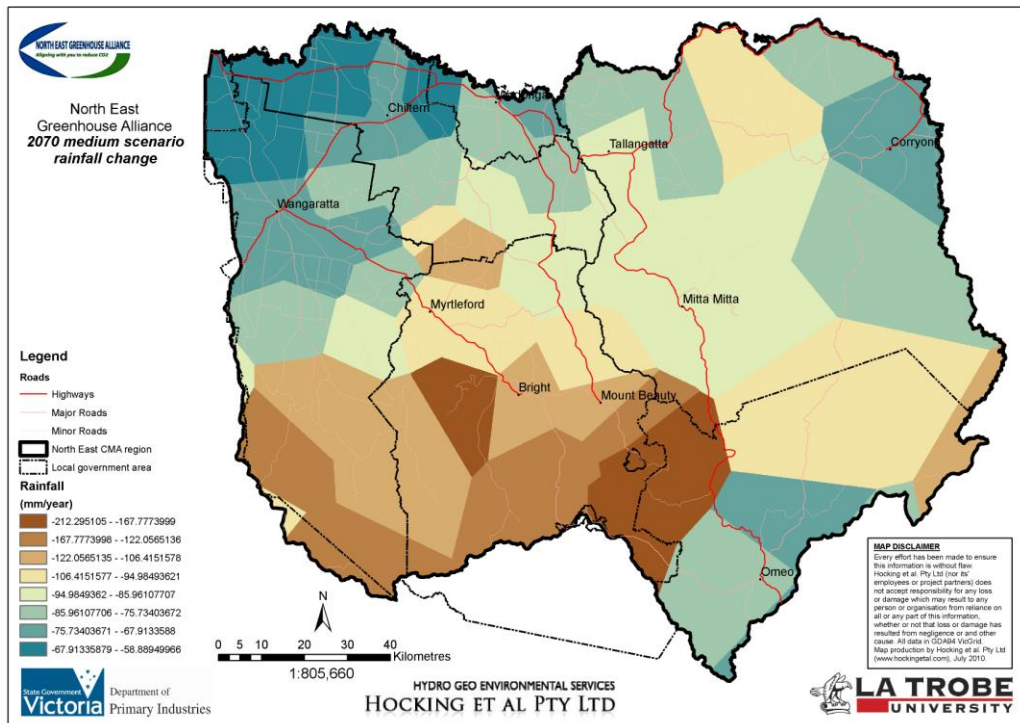 NORTH EAST GREENHOUSE ALLIANCE
Aligning with you to reduce CO2
North East
Greenhouse Alliance
2070 medium scenario
rainfall change
Chiltern
Tallangatta
Corryong
Wangaratta
Myrtleford
Mitta Mitta
Bright
Mount Beauty
Omeo
Legend
Roads
Highways
Major Roads
Minor Roads
North East CMA region
Local government area
Rainfall
(mm/year)
-212.295105 - -167.7773999
-167.7773998 - -122.0565136
-122.0565135 - -106.4151578
-106.4151577 - -94.98493621
-94.9849362 - -85.96107707
-85.96107706 - -75.73403672
-75.73403671 - -67.9133588
-67.91335879 - -58.88949966
N
0 5 10 20 30 40
Kilometres
1:805,660
MAP DISCLAIMER
Every effort has been made to ensure
this information is without flaw.
Hocking et al. Pty Ltd (nor its'
employees or project partners) does
not accept responsibility for any loss
or damage which may result to any
person or organisation from reliance on
all or any part of this information,
whether or not that loss or damage has
resulted from negligence or and other
cause. All data in GDA94 VicGrid.
Map production by Hocking et al. Pty Ltd
(www.hockingetal.com), July 2010.
State Government
Victoria
Department of
Primary Industries
HYDRO GEO ENVIRONMENTAL SERVICES
HOCKING ET AL PTY LTD
LA TROBE
UNIVERSITY